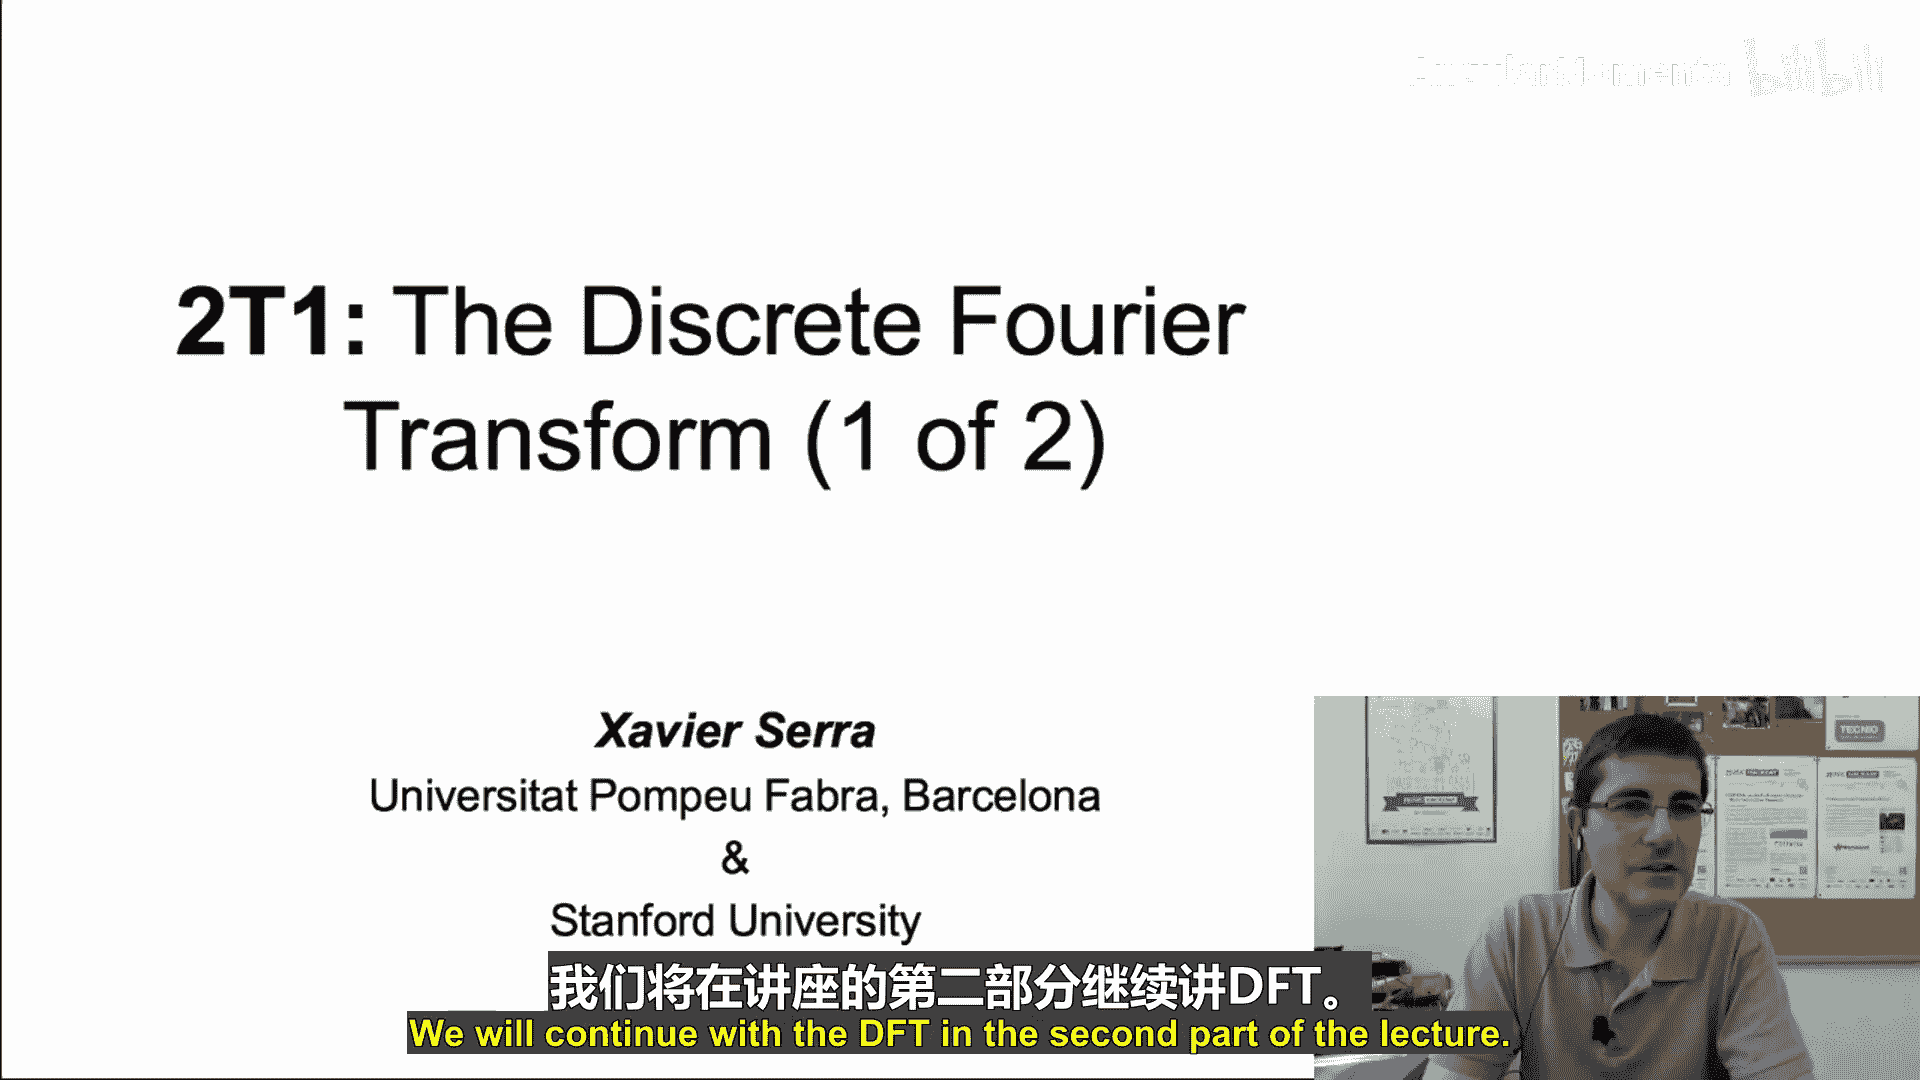 bilibili
2T1: The Discrete Fourier
Transform (1 of 2)
Xavier Serra
Universitat Pompeu Fabra, Barcelona
&
Stanford University
TECNIO
我们将在讲座的第二部分继续讲DFT。
We will continue with the DFT in the second part of the lecture.